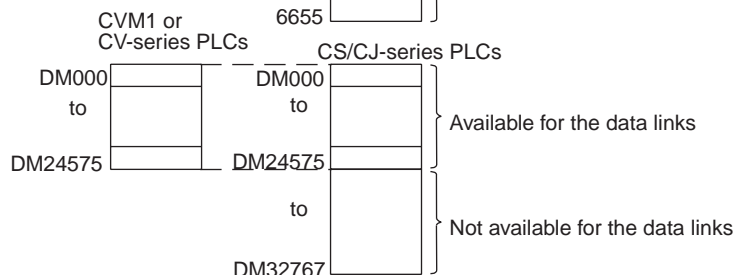 6655
CVM1 or
CV-series PLCs
CS/CJ-series PLCs
DM000
DM000
to
to
Available for the data links
DM24575
DM24575
to
Not available for the data links
DM32767